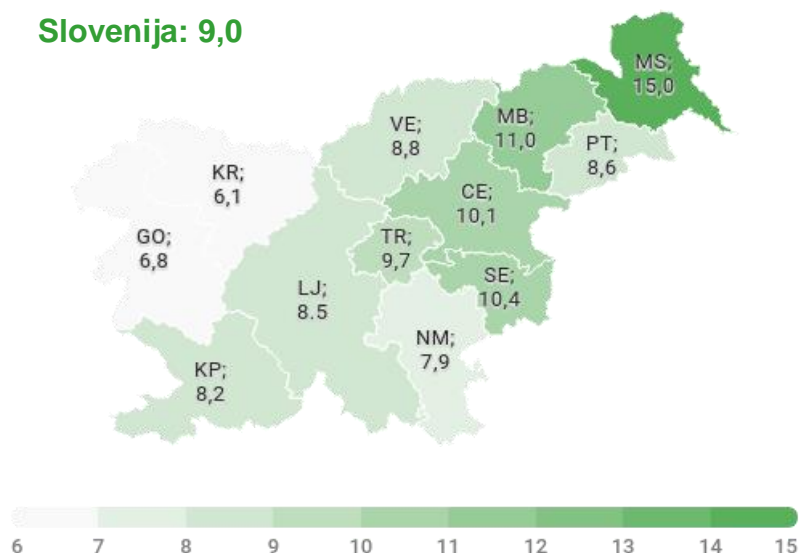 Slovenija: 9,0
MS;
15,0
MB;
11,0
VE;
8,8
PT;
8,6
KR;
6,1
CE;
10,1
GO;
6,8
TR;
9,7
SE;
10,4
LJ;
8.5
NM;
7,9
KP;
8,2
6 7 8 9 10 11 12 13 14 15